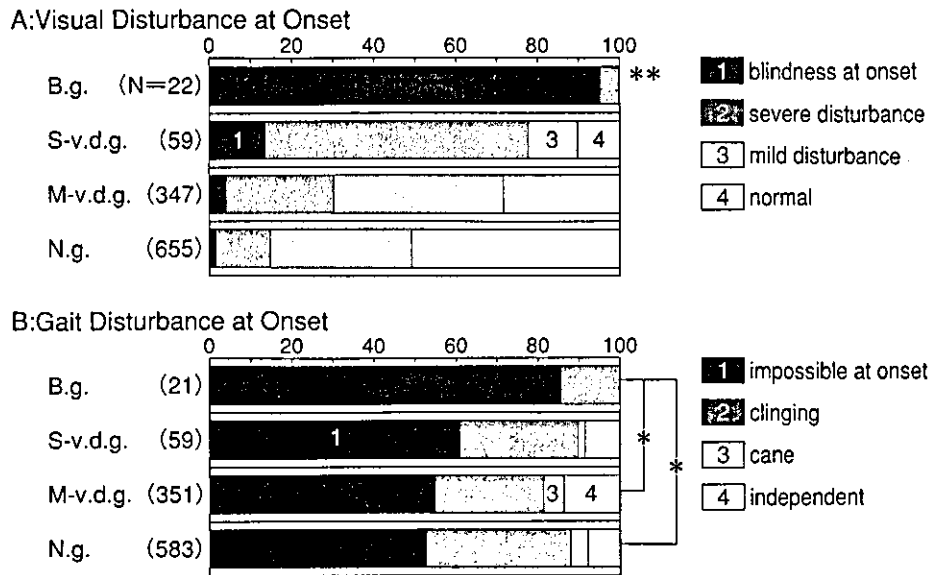 A:Visual Disturbance at Onset
0 20 40 60 80 100
B.g. (N=22) **
S-v.d.g. (59) 1 3 4
M-v.d.g. (347)
N.g. (655)
1 blindness at onset
2 severe disturbance
3 mild disturbance
4 normal
B:Gait Disturbance at Onset
0 20 40 60 80 100
B.g. (21)
S-v.d.g. (59) 1
M-v.d.g. (351) 3 4
N.g. (583)
* *
1 impossible at onset
2 clinging
3 cane
4 independent